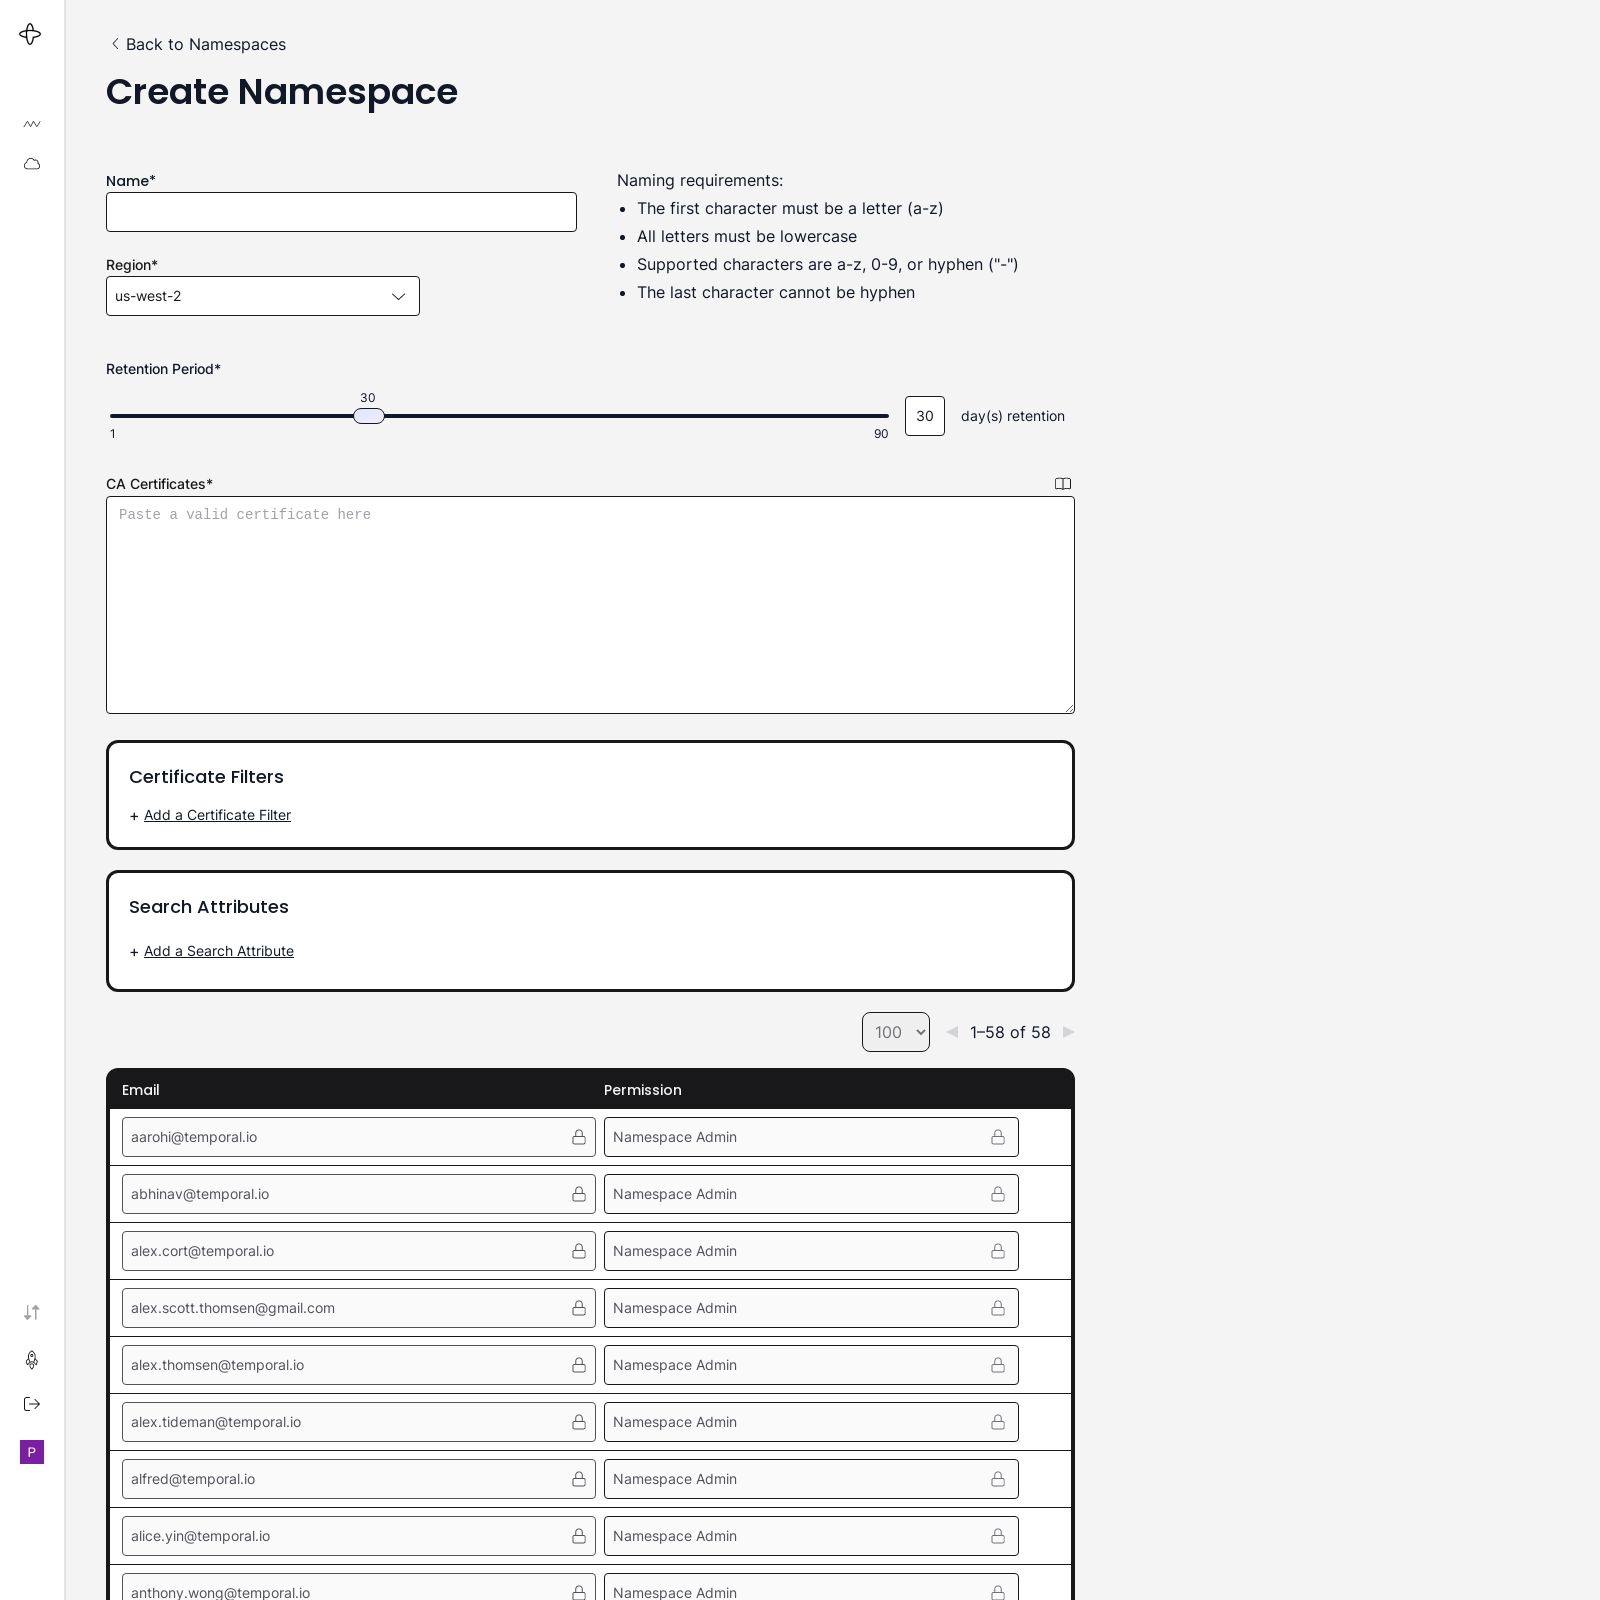 Back to Namespaces
Create Namespace
Name*
Naming requirements:
The first character must be a letter (a-z)
All letters must be lowercase
Supported characters are a-z, 0-9, or hyphen ("-")
The last character cannot be hyphen
Region*
us-west-2
Retention Period*
30
1
90
30
day(s) retention
CA Certificates*
Paste a valid certificate here
Certificate Filters
+ Add a Certificate Filter
Search Attributes
+ Add a Search Attribute
100
1–58 of 58
Email Permission
aarohi@temporal.io Namespace Admin
abhinav@temporal.io Namespace Admin
alex.cort@temporal.io Namespace Admin
alex.scott.thomsen@gmail.com Namespace Admin
alex.thomsen@temporal.io Namespace Admin
alex.tideman@temporal.io Namespace Admin
alfred@temporal.io Namespace Admin
alice.yin@temporal.io Namespace Admin
anthony.wong@temporal.io Namespace Admin
P